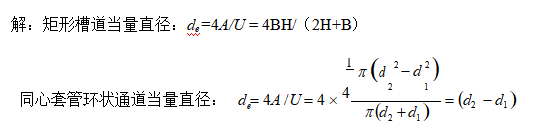 解：矩形槽道当量直径：de=4A/U = 4BH/（2H+B）
同心套管环状通道当量直径： de= 4A /U = 4 × (1/4 π(d₂² − d₁²)) / (π(d₂ + d₁)) = (d₂ − d₁)